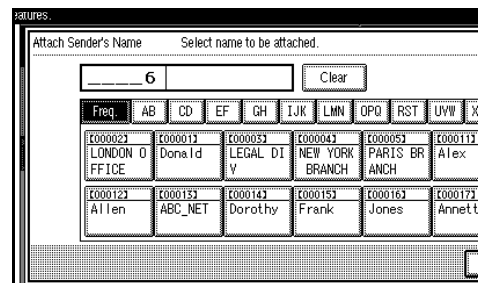 atures.
Attach Sender's Name Select name to be attached.
____6 Clear
Freq. AB CD EF GH IJK LMN OPQ RST UVW X
[00002] [00001] [00003] [00004] [00005] [00011]
LONDON O Donald LEGAL DI NEW YORK PARIS BR Alex
FFICE V BRANCH ANCH
[00012] [00013] [00014] [00015] [00016] [00017]
Allen ABC_NET Dorothy Frank Jones Annett